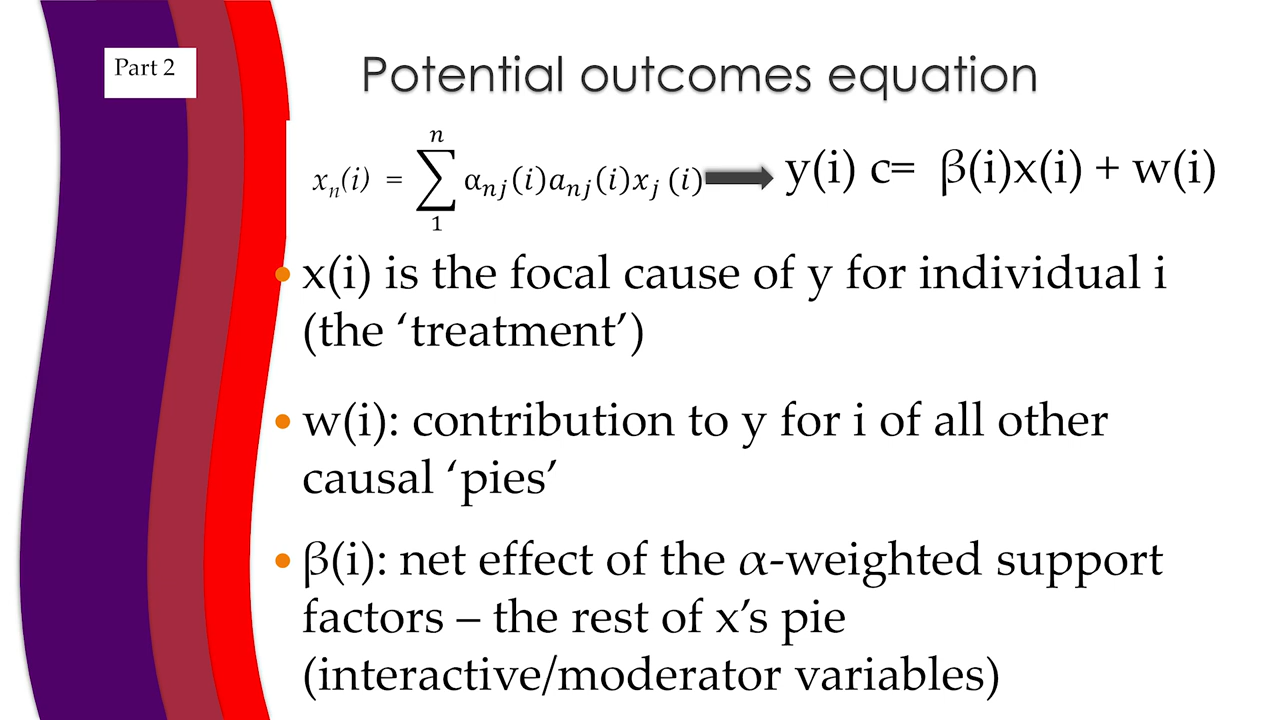 Part 2
Potential outcomes equation
xₙ(i) = ∑ⁿ₁ αₙⱼ(i)aₙⱼ(i)xⱼ (i) ➡ y(i) c= β(i)x(i) + w(i)
• x(i) is the focal cause of y for individual i
(the ‘treatment’)
• w(i): contribution to y for i of all other
causal ‘pies’
• β(i): net effect of the α-weighted support
factors – the rest of x’s pie
(interactive/moderator variables)